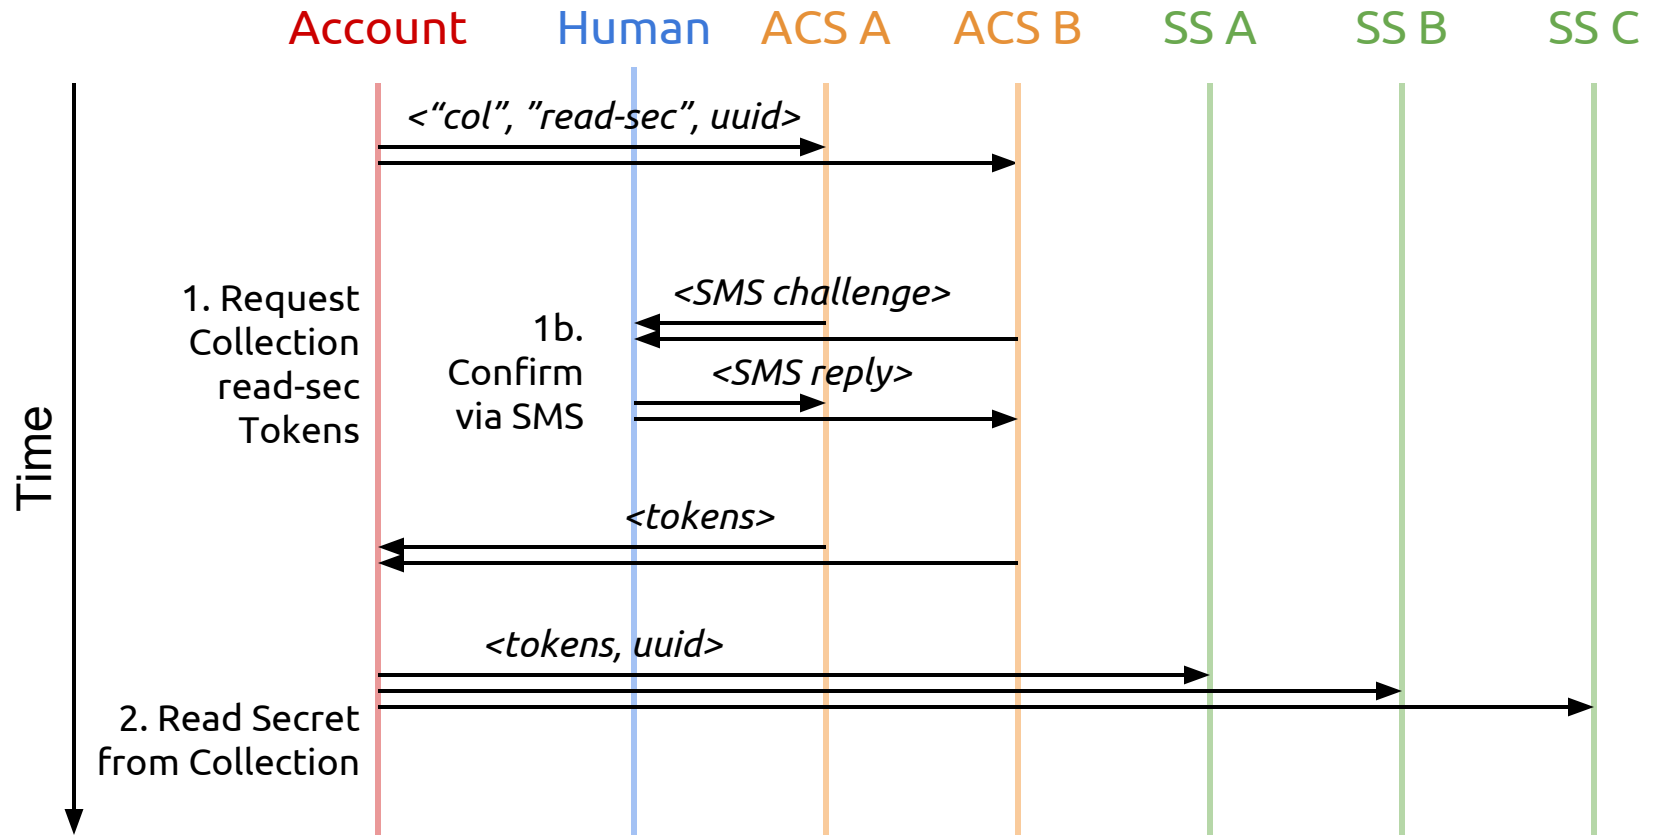 Account Human ACS A ACS B SS A SS B SS C
<“col”, ”read-sec”, uuid>
<SMS challenge>
1. Request
Collection
read-sec
Tokens
1b.
Confirm
via SMS
<SMS reply>
Time
<tokens>
<tokens, uuid>
2. Read Secret
from Collection